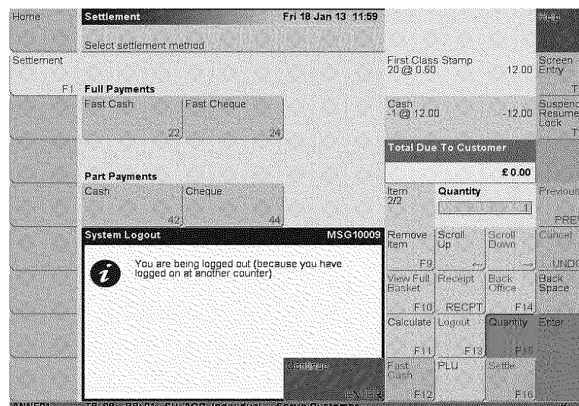 Home
Settlement Fri 18 Jan 13 11:59
Help
Select settlement method
Settlement
F1
First Class Stamp
20 @ 0.60 12.00
Screen
Entry
T
Full Payments
Fast Cash
22
Fast Cheque
24
Cash
-1 @ 12.00 -12.00
Suspend
Resume
Lock
T
Total Due To Customer
£ 0.00
Part Payments
Cash
42
Cheque
44
Item
2/2
Quantity
1
Previous
PRE
System Logout MSG10009
You are being logged out (because you have
logged on at another counter)
Continue
ENTER
Remove
Item
F9
Scroll
Up
Scroll
Down
Cancel
UNDO
View Full
Basket
F10
Receipt
RECPT
Back
Office
F14
Back
Space
Calculate
F11
Logout
F13
Quantity
F15
Enter
Fast
Cash
F12
PLU
Settle
F16